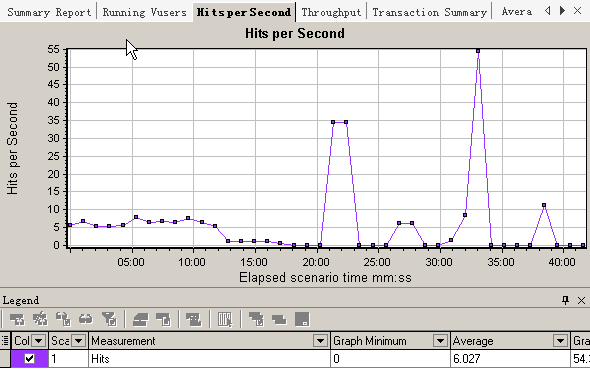 Summary Report Running Vusers Hits per Second Throughput Transaction Summary Avera
Hits per Second
55
50
45
40
35
30
25
20
15
10
5
0
Hits per Second
05:00 10:00 15:00 20:00 25:00 30:00 35:00 40:00
Elapsed scenario time mm:ss
Legend
Col Sca Measurement Graph Minimum Average Gra
1 Hits 0 6.027 54.3